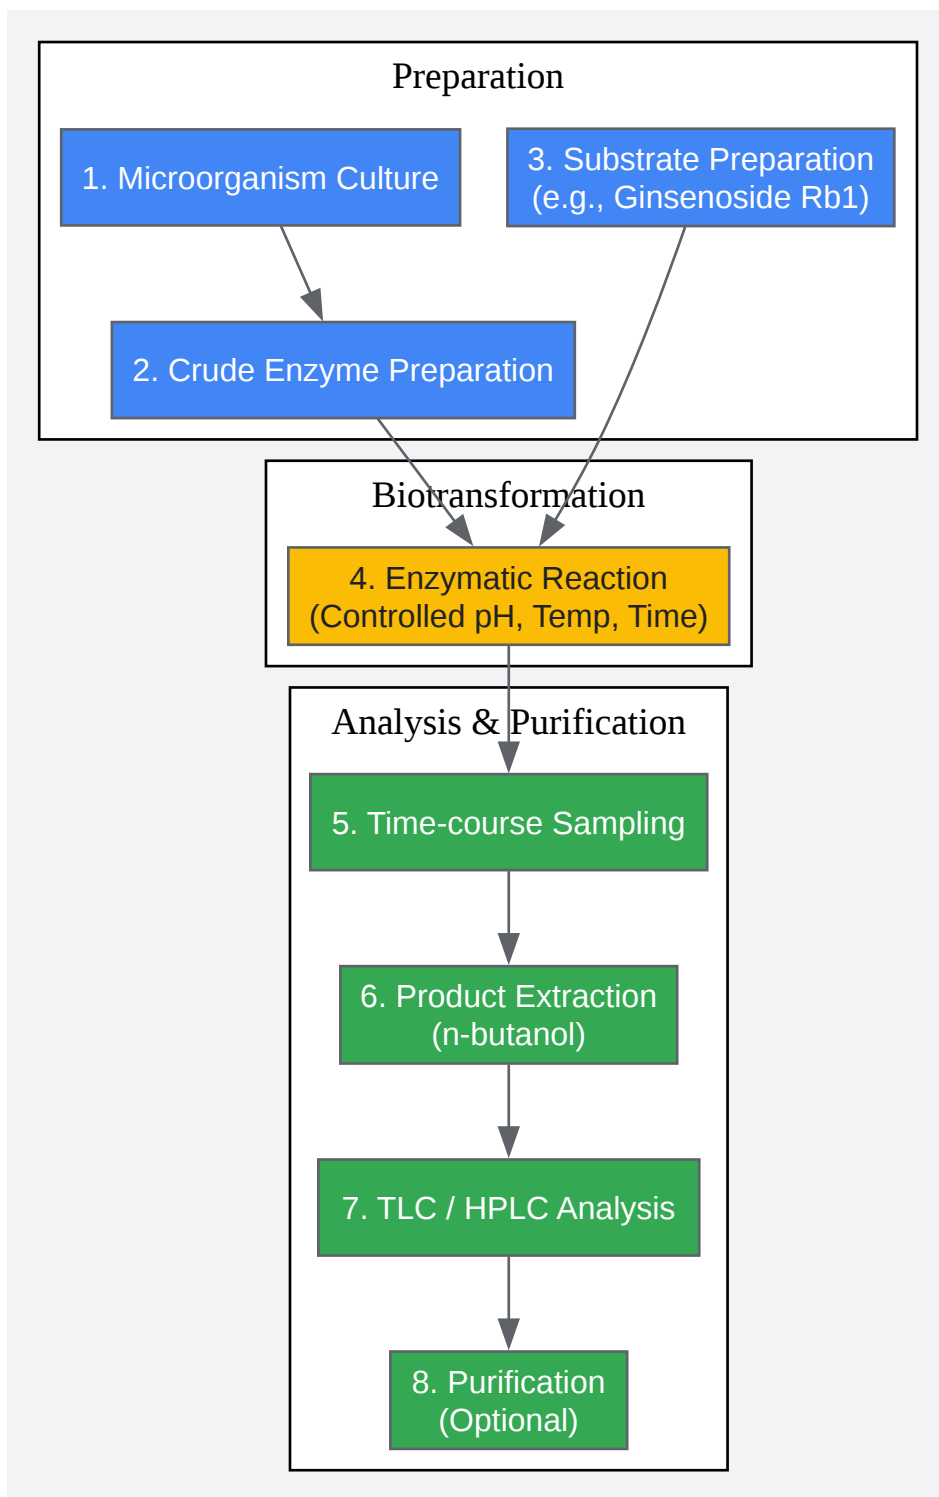 Preparation
1. Microorganism Culture
3. Substrate Preparation
(e.g., Ginsenoside Rb1)
2. Crude Enzyme Preparation
Biotransformation
4. Enzymatic Reaction
(Controlled pH, Temp, Time)
Analysis & Purification
5. Time-course Sampling
6. Product Extraction
(n-butanol)
7. TLC / HPLC Analysis
8. Purification
(Optional)